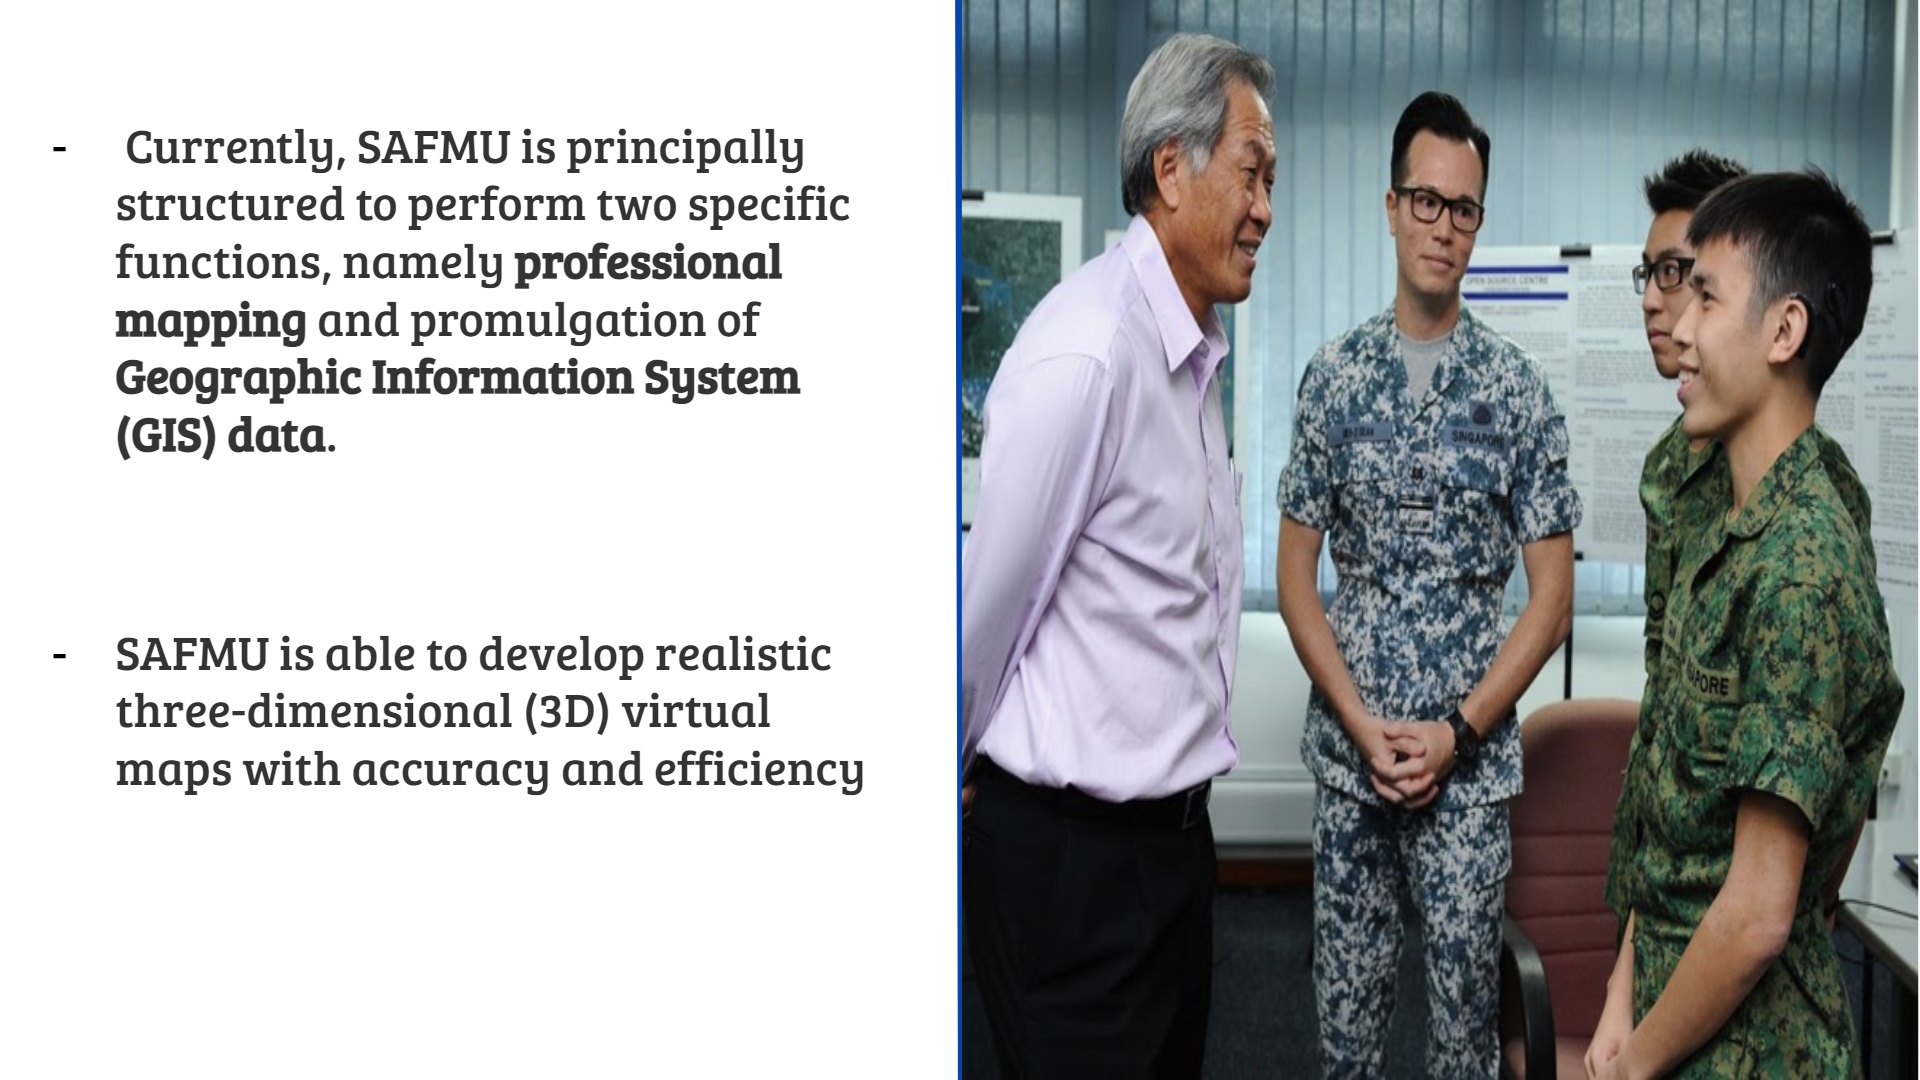 - Currently, SAFMU is principally
structured to perform two specific
functions, namely professional
mapping and promulgation of
Geographic Information System
(GIS) data.
- SAFMU is able to develop realistic
three-dimensional (3D) virtual
maps with accuracy and efficiency
OPEN SOURCE CENTRE
SINGAPORE